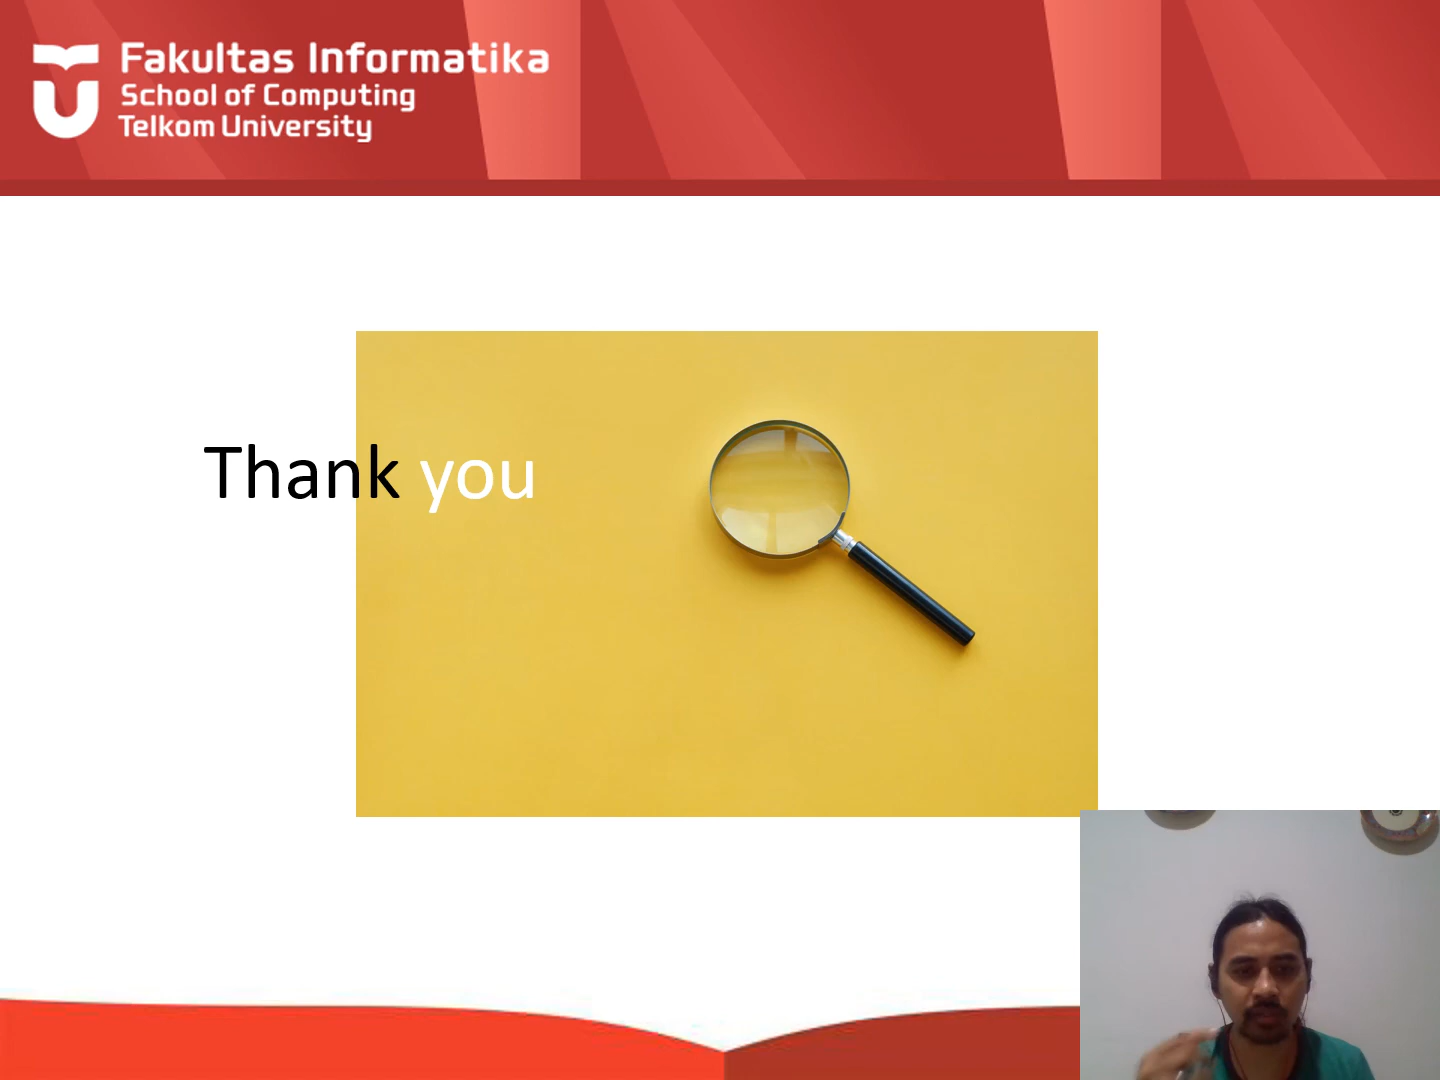 Fakultas Informatika
School of Computing
Telkom University
Thank you